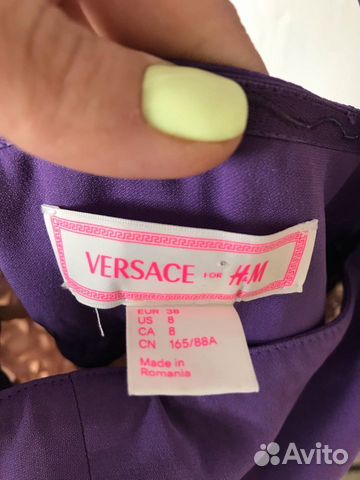 VERSACE FOR H&M
EUR 38
US 8
CA 8
CN 165/88A
Made in
Romania
Avito